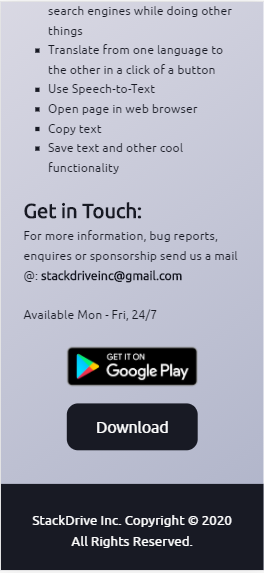 search engines while doing other
things
Translate from one language to
the other in a click of a button
Use Speech-to-Text
Open page in web browser
Copy text
Save text and other cool
functionality
Get in Touch:
For more information, bug reports,
enquires or sponsorship send us a mail
@: stackdriveinc@gmail.com
Available Mon - Fri, 24/7
GET IT ON
Google Play
Download
StackDrive Inc. Copyright © 2020
All Rights Reserved.